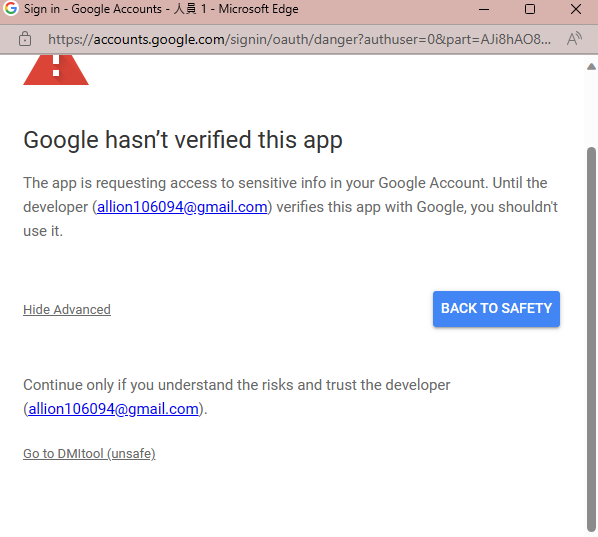 Sign in - Google Accounts - 人員 1 - Microsoft Edge
https://accounts.google.com/signin/oauth/danger?authuser=0&part=AJi8hAO8...
Google hasn’t verified this app
The app is requesting access to sensitive info in your Google Account. Until the
developer (allion106094@gmail.com) verifies this app with Google, you shouldn't
use it.
Hide Advanced
BACK TO SAFETY
Continue only if you understand the risks and trust the developer
(allion106094@gmail.com).
Go to DMItool (unsafe)